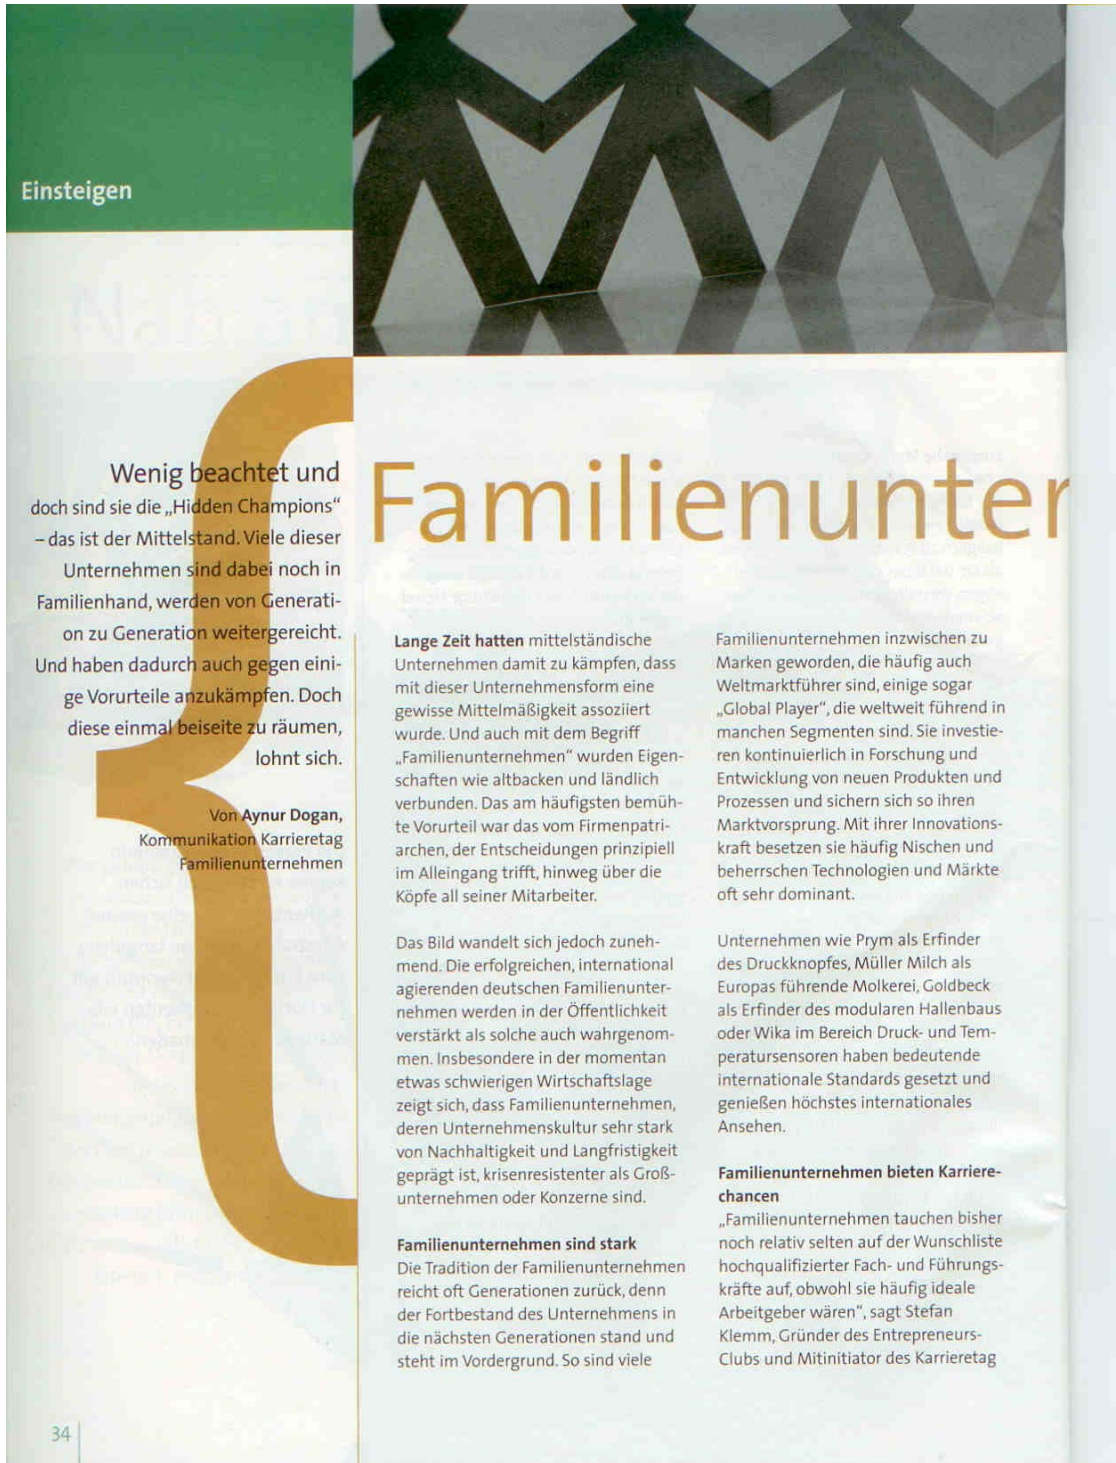 Einsteigen
Wenig beachtet und
doch sind sie die „Hidden Champions“
– das ist der Mittelstand. Viele dieser
Unternehmen sind dabei noch in
Familienhand, werden von Generati-
on zu Generation weitergereicht.
Und haben dadurch auch gegen eini-
ge Vorurteile anzukämpfen. Doch
diese einmal beiseite zu räumen,
lohnt sich.
Von Aynur Dogan,
Kommunikation Karrieretag
Familienunternehmen
Familienunter
Lange Zeit hatten mittelständische
Unternehmen damit zu kämpfen, dass
mit dieser Unternehmensform eine
gewisse Mittelmäßigkeit assoziiert
wurde. Und auch mit dem Begriff
„Familienunternehmen“ wurden Eigen-
schaften wie altbacken und ländlich
verbunden. Das am häufigsten bemüh-
te Vorurteil war das vom Firmenpatri-
archen, der Entscheidungen prinzipiell
im Alleingang trifft, hinweg über die
Köpfe all seiner Mitarbeiter.
Das Bild wandelt sich jedoch zuneh-
mend. Die erfolgreichen, international
agierenden deutschen Familienunter-
nehmen werden in der Öffentlichkeit
verstärkt als solche auch wahrgenom-
men. Insbesondere in der momentan
etwas schwierigen Wirtschaftslage
zeigt sich, dass Familienunternehmen,
deren Unternehmenskultur sehr stark
von Nachhaltigkeit und Langfristigkeit
geprägt ist, krisenresistenter als Groß-
unternehmen oder Konzerne sind.
Familienunternehmen sind stark
Die Tradition der Familienunternehmen
reicht oft Generationen zurück, denn
der Fortbestand des Unternehmens in
die nächsten Generationen stand und
steht im Vordergrund. So sind viele
Familienunternehmen inzwischen zu
Marken geworden, die häufig auch
Weltmarktführer sind, einige sogar
„Global Player“, die weltweit führend in
manchen Segmenten sind. Sie investie-
ren kontinuierlich in Forschung und
Entwicklung von neuen Produkten und
Prozessen und sichern sich so ihren
Marktvorsprung. Mit ihrer Innovations-
kraft besetzen sie häufig Nischen und
beherrschen Technologien und Märkte
oft sehr dominant.
Unternehmen wie Prym als Erfinder
des Druckknopfes, Müller Milch als
Europas führende Molkerei, Goldbeck
als Erfinder des modularen Hallenbaus
oder Wika im Bereich Druck- und Tem-
peratursensoren haben bedeutende
internationale Standards gesetzt und
genießen höchstes internationales
Ansehen.
Familienunternehmen bieten Karriere-
chancen
„Familienunternehmen tauchen bisher
noch relativ selten auf der Wunschliste
hochqualifizierter Fach- und Führungs-
kräfte auf, obwohl sie häufig ideale
Arbeitgeber wären“, sagt Stefan
Klemm, Gründer des Entrepreneurs-
Clubs und Mitinitiator des Karrieretag
34